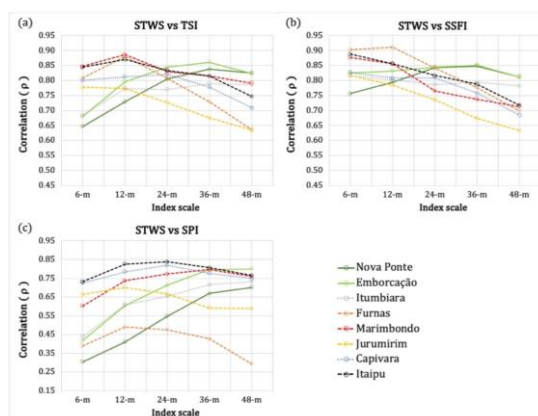 (a) STWS vs TSI
Correlation ( ρ )
0.95
0.90
0.85
0.80
0.75
0.70
0.65
0.60
0.55
0.50
0.45
6-m 12-m 24-m 36-m 48-m
Index scale
(b) STWS vs SSFI
Correlation ( ρ )
0.95
0.90
0.85
0.80
0.75
0.70
0.65
0.60
0.55
0.50
0.45
6-m 12-m 24-m 36-m 48-m
Index scale
(c) STWS vs SPI
Correlation ( ρ )
0.95
0.85
0.75
0.65
0.55
0.45
0.35
0.25
0.15
6-m 12-m 24-m 36-m 48-m
Index scale
Nova Ponte
Emborcação
Itumbiara
Furnas
Marimbondo
Jurumirim
Capivara
Itaipu